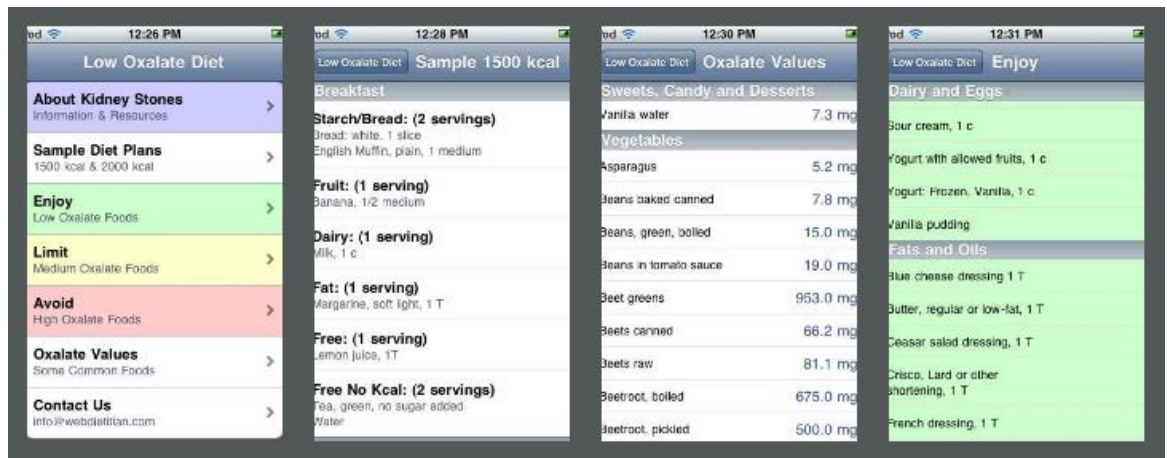 od 12:26 PM
Low Oxalate Diet
About Kidney Stones
Information & Resources
Sample Diet Plans
1500 kcal & 2000 kcal
Enjoy
Low Oxalate Foods
Limit
Medium Oxalate Foods
Avoid
High Oxalate Foods
Oxalate Values
Some Common Foods
Contact Us
info@webdietitian.com
od 12:28 PM
Low Oxalate Diet Sample 1500 kcal
Breakfast
Starch/Bread: (2 servings)
Bread: white, 1 slice
English Muffin, plain, 1 medium
Fruit: (1 serving)
Banana, 1/2 medium
Dairy: (1 serving)
Milk, 1 c
Fat: (1 serving)
Margarine, soft light, 1 T
Free: (1 serving)
Lemon juice, 1T
Free No Kcal: (2 servings)
Tea, green, no sugar added
Water
od 12:30 PM
Low Oxalate Diet Oxalate Values
Sweets, Candy and Desserts
Vanilla wafer 7.3 mg
Vegetables
Asparagus 5.2 mg
Beans baked canned 7.8 mg
Beans, green, boiled 15.0 mg
Beans in tomato sauce 19.0 mg
Beet greens 953.0 mg
Beets canned 66.2 mg
Beets raw 81.1 mg
Beetroot, boiled 675.0 mg
Beetroot, pickled 500.0 mg
od 12:31 PM
Low Oxalate Diet Enjoy
Dairy and Eggs
Sour cream, 1 c
Yogurt with allowed fruits, 1 c
Yogurt: Frozen, Vanilla, 1 c
Vanilla pudding
Fats and Oils
Blue cheese dressing 1 T
Butter, regular or low-fat, 1 T
Ceasar salad dressing, 1 T
Crisco, Lard or other
shortening, 1 T
French dressing, 1 T